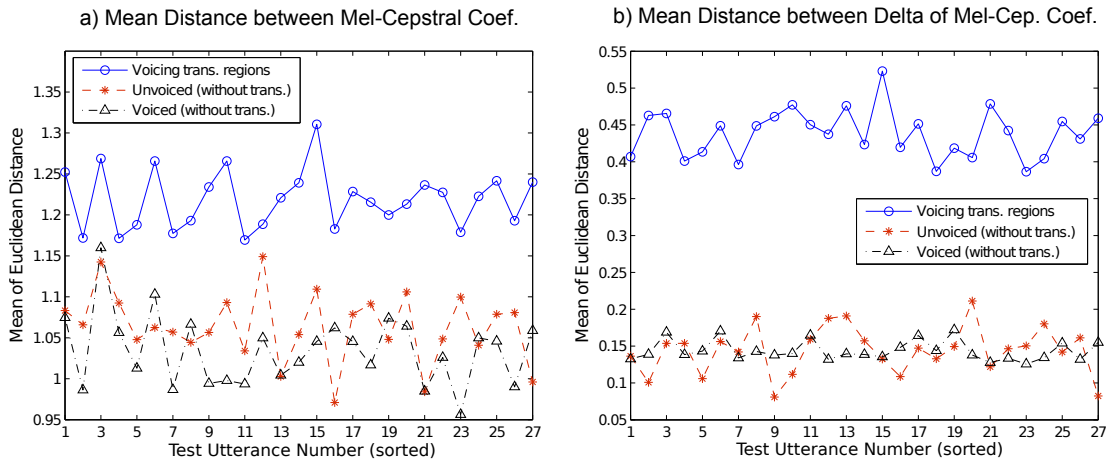 a) Mean Distance between Mel-Cepstral Coef.
1.35
1.3
1.25
1.2
1.15
1.1
1.05
1
0.95
Mean of Euclidean Distance
Voicing trans. regions
Unvoiced (without trans.)
Voiced (without trans.)
1 3 5 7 9 11 13 15 17 19 21 23 25 27
Test Utterance Number (sorted)
b) Mean Distance between Delta of Mel-Cep. Coef.
0.55
0.5
0.45
0.4
0.35
0.3
0.25
0.2
0.15
0.1
0.05
Mean of Euclidean Distance
Voicing trans. regions
Unvoiced (without trans.)
Voiced (without trans.)
1 3 5 7 9 11 13 15 17 19 21 23 25 27
Test Utterance Number (sorted)